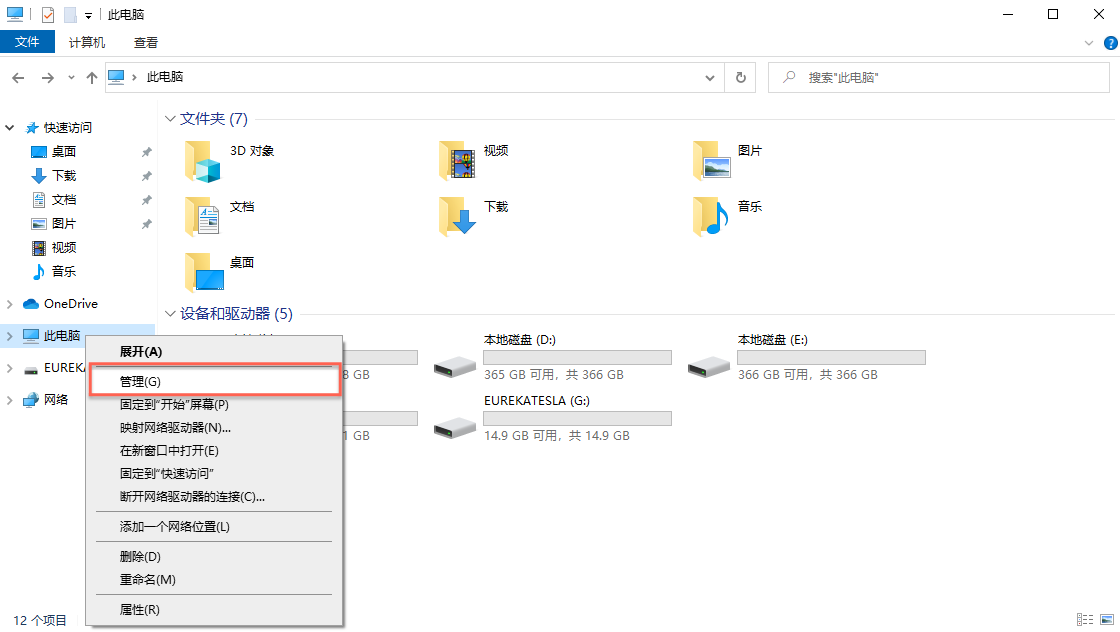 此电脑
文件 计算机 查看
此电脑
搜索"此电脑"
快速访问
桌面
下载
文档
图片
视频
音乐
OneDrive
此电脑
EUREKA
网络
文件夹 (7)
3D 对象
视频
图片
文档
下载
音乐
桌面
设备和驱动器 (5)
8 GB
本地磁盘 (D:)
365 GB 可用，共 366 GB
本地磁盘 (E:)
366 GB 可用，共 366 GB
1 GB
EUREKATESLA (G:)
14.9 GB 可用，共 14.9 GB
展开(A)
管理(G)
固定到"开始"屏幕(P)
映射网络驱动器(N)...
在新窗口中打开(E)
固定到"快速访问"
断开网络驱动器的连接(C)...
添加一个网络位置(L)
删除(D)
重命名(M)
属性(R)
12 个项目